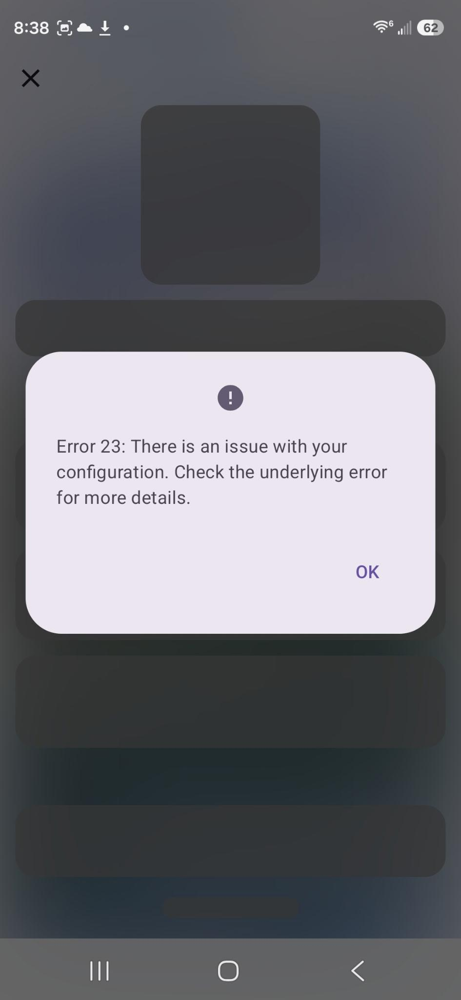 8:38
6
62
Error 23: There is an issue with your
configuration. Check the underlying error
for more details.
OK